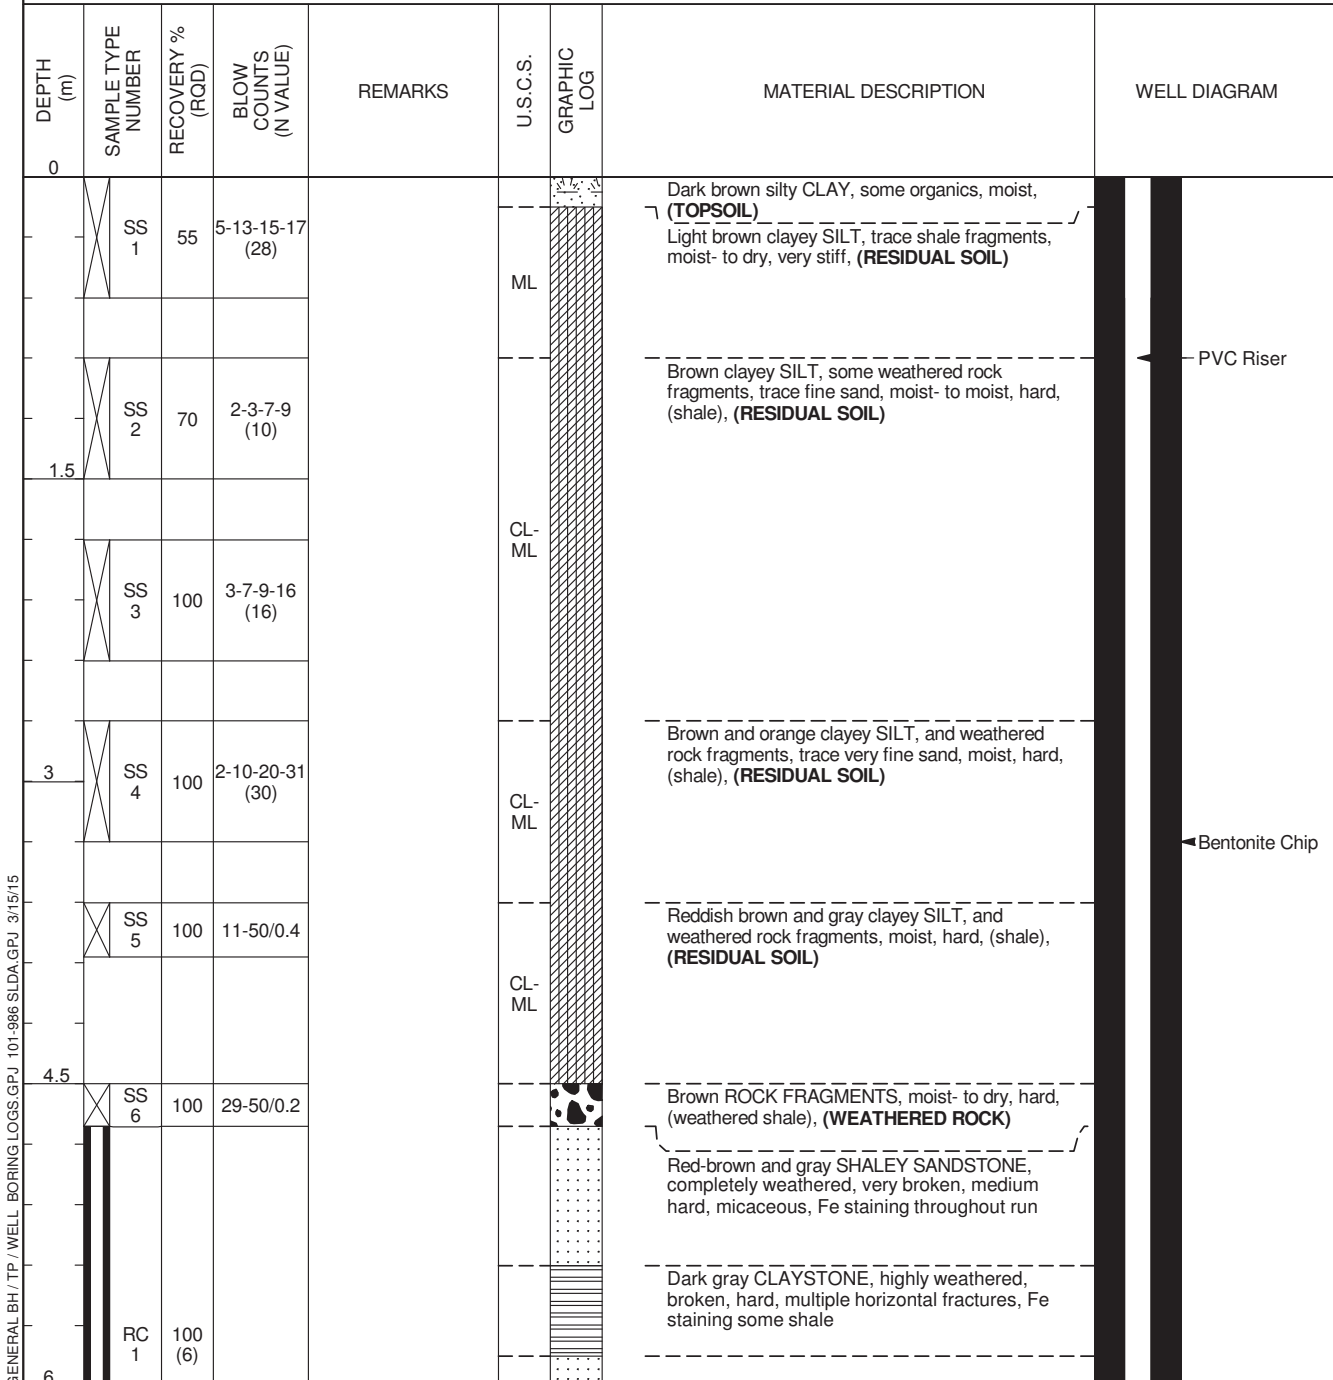 DEPTH
(m)
SAMPLE TYPE
NUMBER
RECOVERY %
(RQD)
BLOW
COUNTS
(N VALUE)
REMARKS
U.S.C.S.
GRAPHIC
LOG
MATERIAL DESCRIPTION
WELL DIAGRAM
0
SS
1
55
5-13-15-17
(28)
ML
Dark brown silty CLAY, some organics, moist,
(TOPSOIL)
Light brown clayey SILT, trace shale fragments,
moist- to dry, very stiff, (RESIDUAL SOIL)
PVC Riser
SS
2
70
2-3-7-9
(10)
Brown clayey SILT, some weathered rock
fragments, trace fine sand, moist- to moist, hard,
(shale), (RESIDUAL SOIL)
1.5
CL-
ML
SS
3
100
3-7-9-16
(16)
3
SS
4
100
2-10-20-31
(30)
CL-
ML
Brown and orange clayey SILT, and weathered
rock fragments, trace very fine sand, moist, hard,
(shale), (RESIDUAL SOIL)
Bentonite Chip
SS
5
100
11-50/0.4
CL-
ML
Reddish brown and gray clayey SILT, and
weathered rock fragments, moist, hard, (shale),
(RESIDUAL SOIL)
4.5
SS
6
100
29-50/0.2
Brown ROCK FRAGMENTS, moist- to dry, hard,
(weathered shale), (WEATHERED ROCK)
Red-brown and gray SHALEY SANDSTONE,
completely weathered, very broken, medium
hard, micaceous, Fe staining throughout run
Dark gray CLAYSTONE, highly weathered,
broken, hard, multiple horizontal fractures, Fe
staining some shale
RC
1
100
(6)
6
GENERAL BH / TP / WELL BORING LOGS.GPJ 101-986 SLDA.GPJ 3/15/15